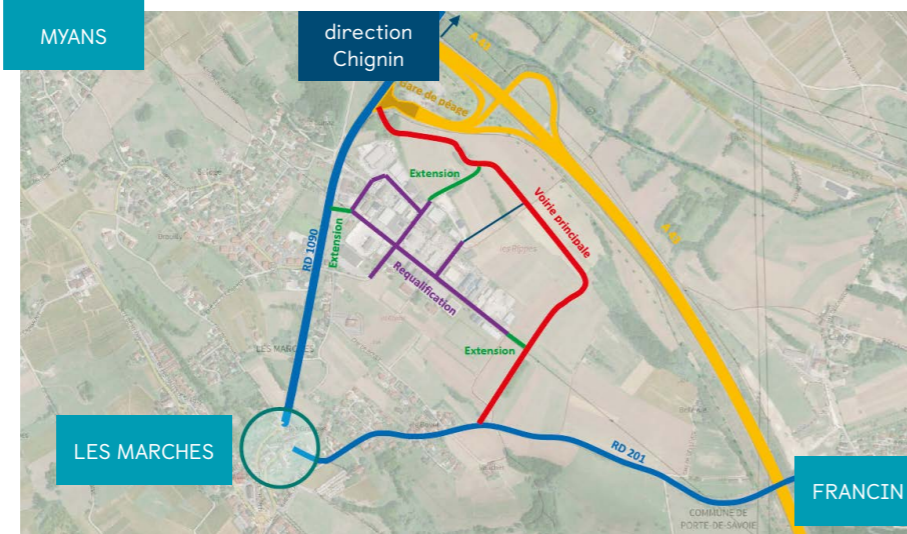 MYANS
direction
Chignin
A 43
gare de péage
Extension
Voirie principale
RD 1090
Extension
Requalification
A 43
LES MARCHES
Extension
LES MARCHES
RD 201
COMMUNE DE
PORTE-DE-SAVOIE
FRANCIN